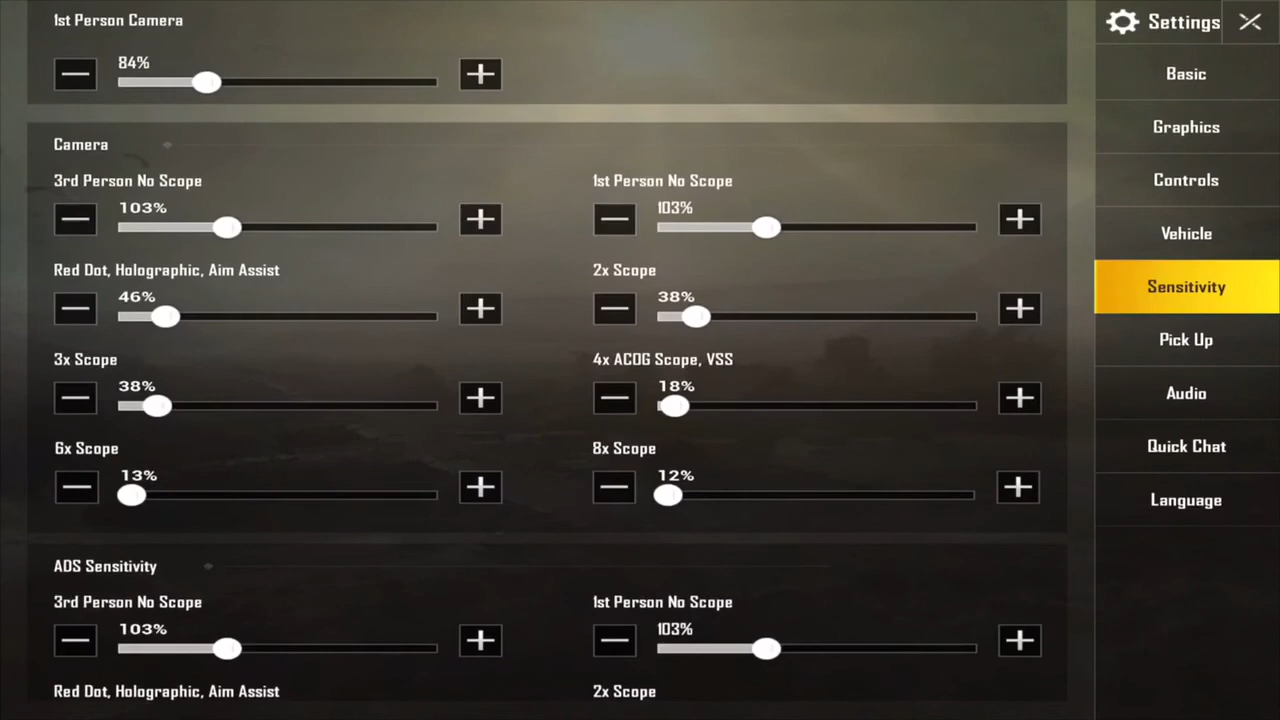 1st Person Camera
84%
Camera
3rd Person No Scope
1st Person No Scope
103%
103%
Red Dot, Holographic, Aim Assist
2x Scope
46%
38%
3x Scope
4x ACOG Scope, VSS
38%
18%
6x Scope
8x Scope
13%
12%
ADS Sensitivity
3rd Person No Scope
1st Person No Scope
103%
103%
Red Dot, Holographic, Aim Assist
2x Scope
Settings
Basic
Graphics
Controls
Vehicle
Sensitivity
Pick Up
Audio
Quick Chat
Language